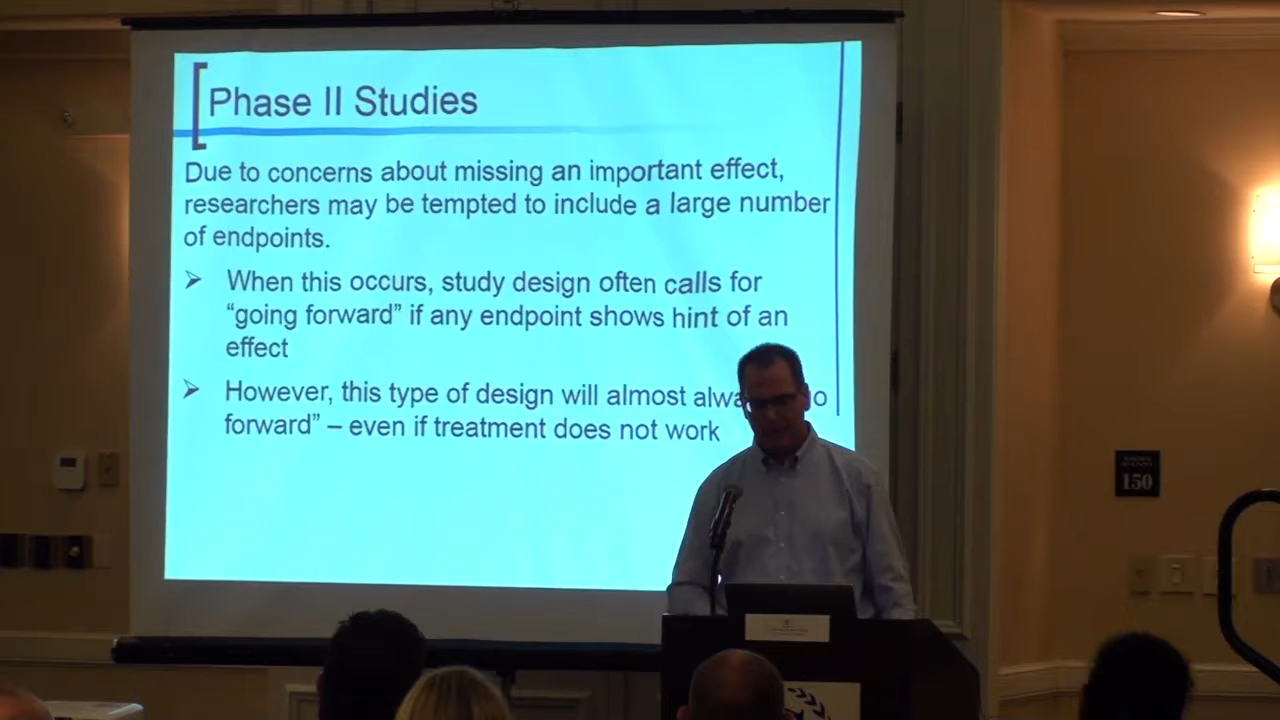 Phase II Studies
Due to concerns about missing an important effect,
researchers may be tempted to include a large number
of endpoints.
When this occurs, study design often calls for
“going forward” if any endpoint shows hint of an
effect
However, this type of design will almost
forward” – even if treatment does not work
150